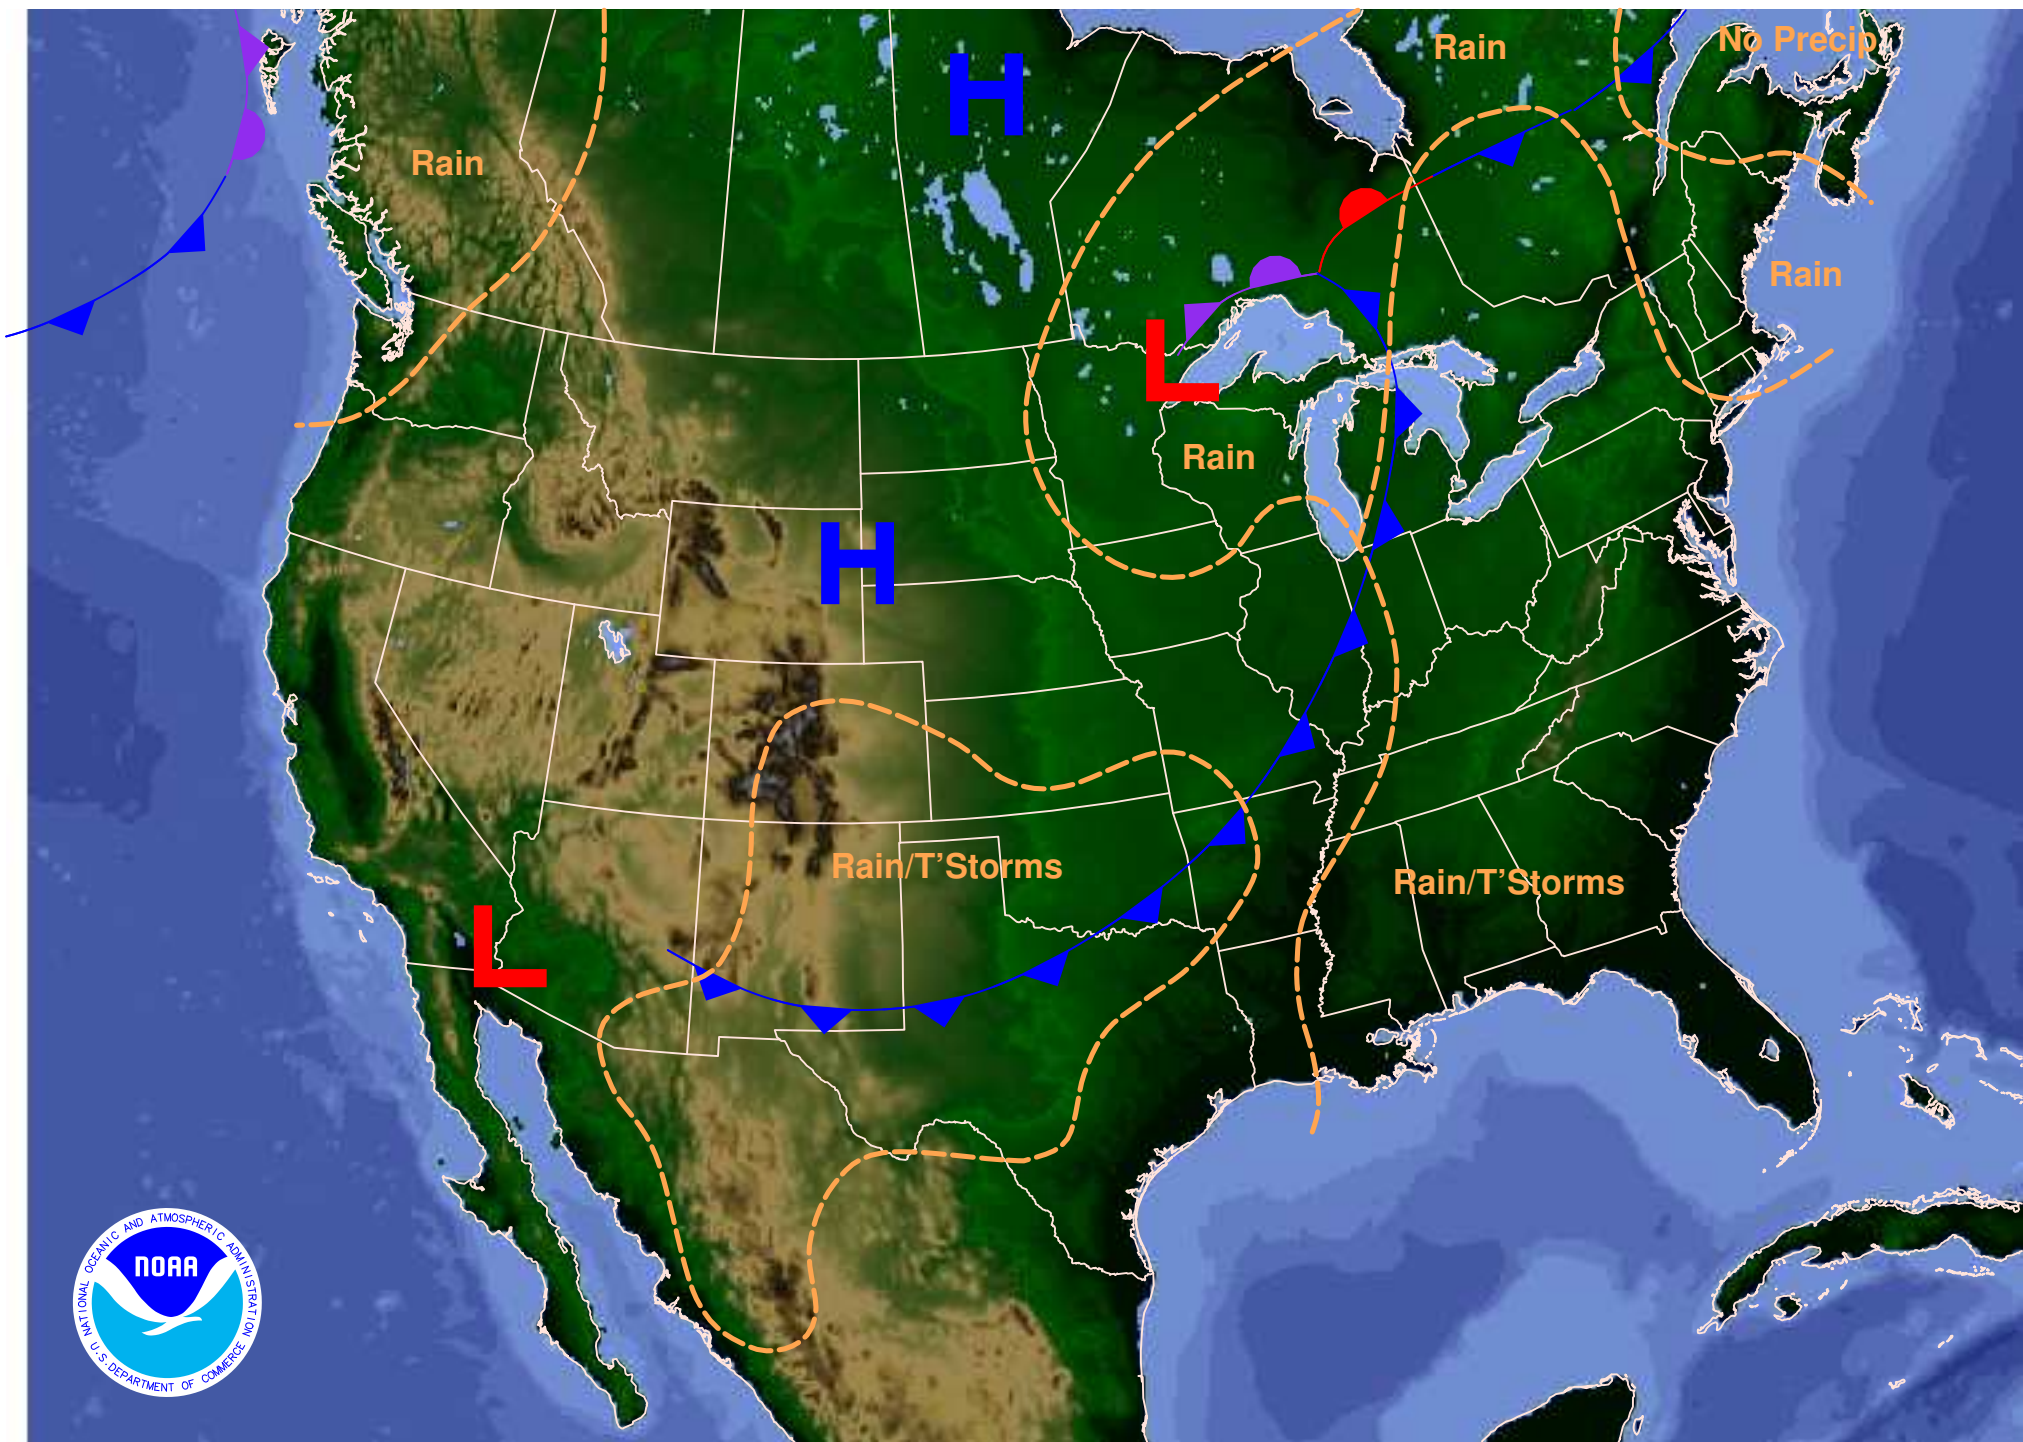 Rain
No Precip
H
Rain
Rain
L
Rain
H
Rain/T'Storms
Rain/T'Storms
L
NATIONAL OCEANIC AND ATMOSPHERIC ADMINISTRATION
NOAA
U.S. DEPARTMENT OF COMMERCE